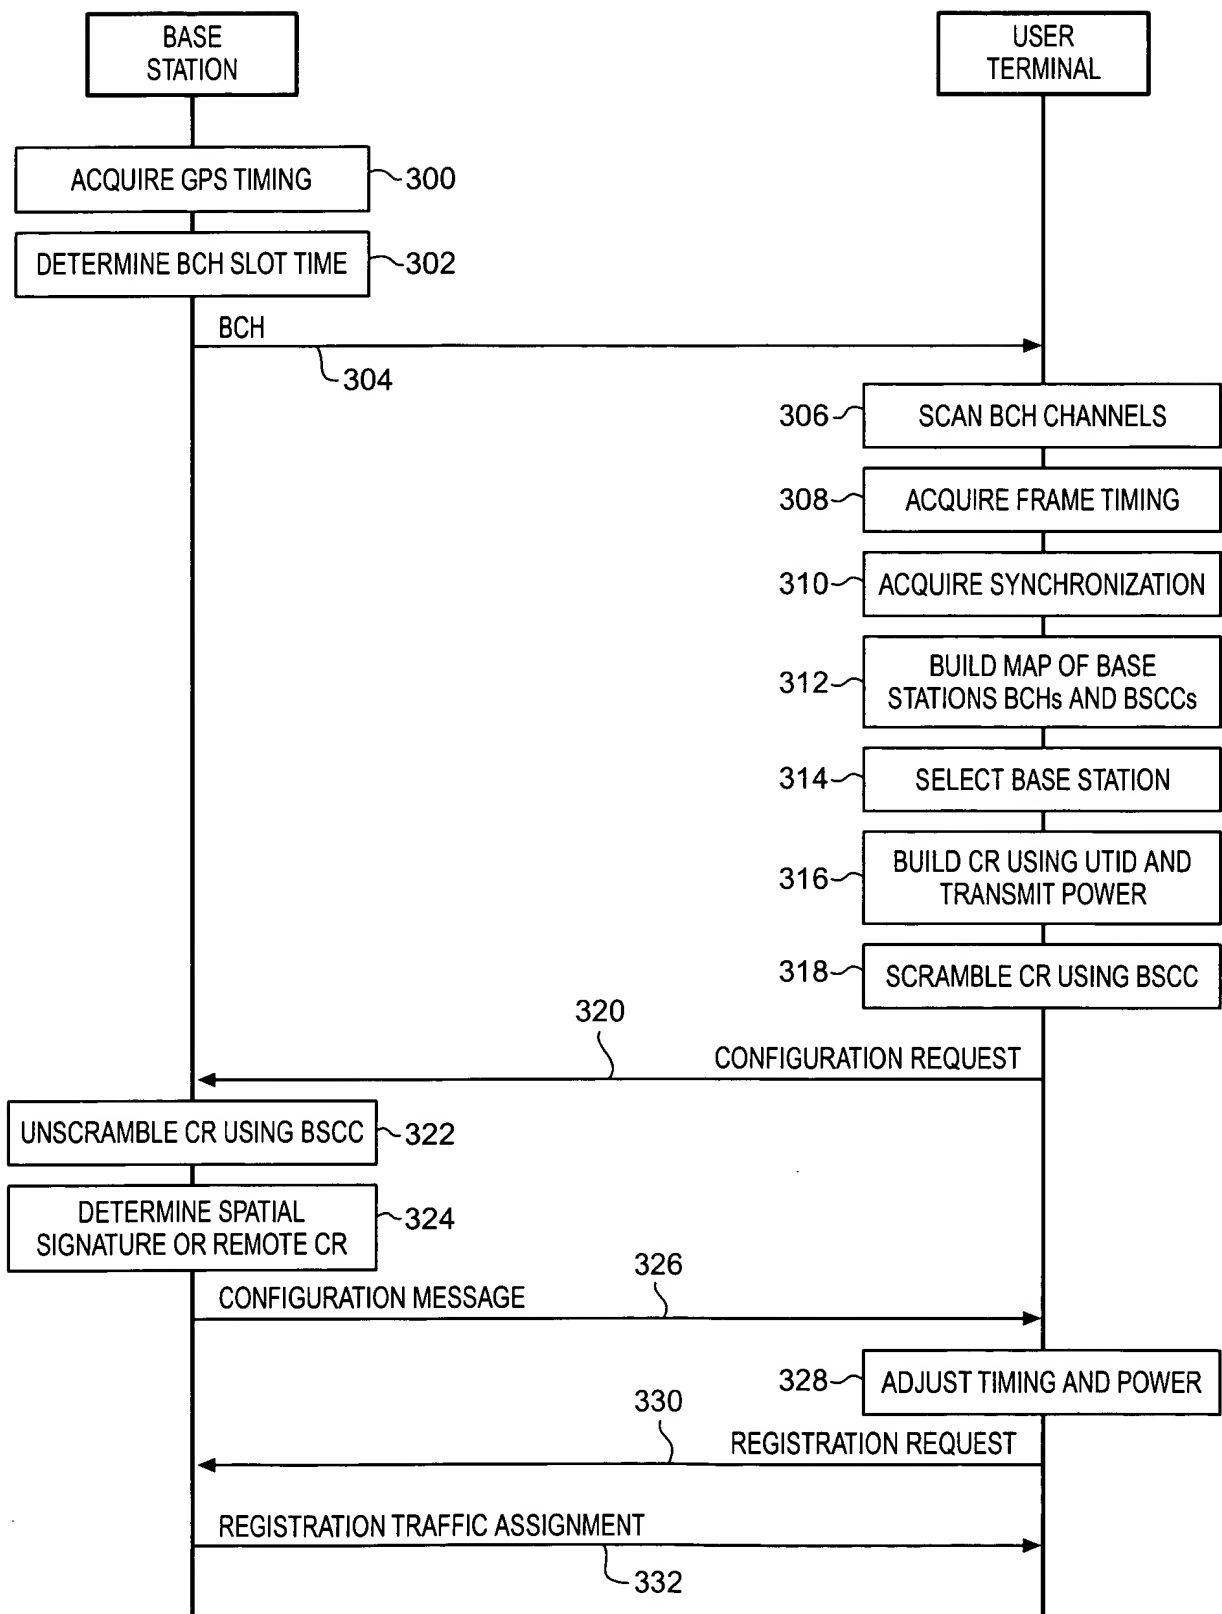 BASE
STATION
USER
TERMINAL
ACQUIRE GPS TIMING
300
DETERMINE BCH SLOT TIME
302
BCH
304
306
SCAN BCH CHANNELS
308
ACQUIRE FRAME TIMING
310
ACQUIRE SYNCHRONIZATION
312
BUILD MAP OF BASE
STATIONS BCHs AND BSCCs
314
SELECT BASE STATION
316
BUILD CR USING UTID AND
TRANSMIT POWER
318
SCRAMBLE CR USING BSCC
320
CONFIGURATION REQUEST
UNSCRAMBLE CR USING BSCC
322
DETERMINE SPATIAL
SIGNATURE OR REMOTE CR
324
326
CONFIGURATION MESSAGE
328
ADJUST TIMING AND POWER
330
REGISTRATION REQUEST
REGISTRATION TRAFFIC ASSIGNMENT
332